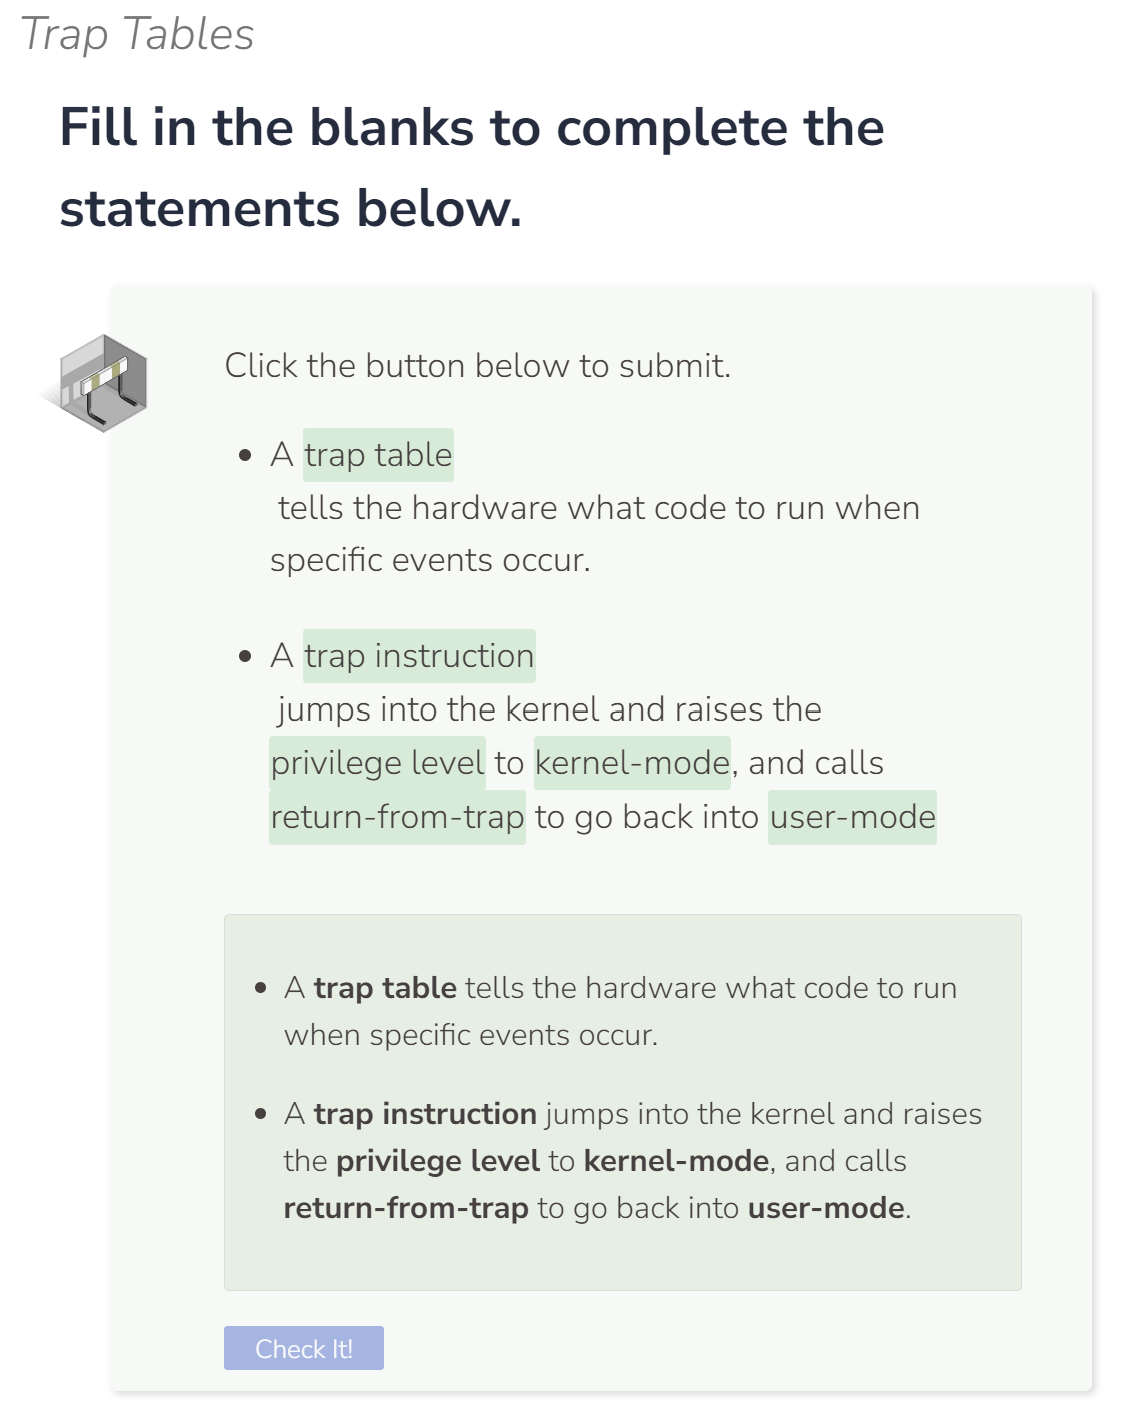 Trap Tables
Fill in the blanks to complete the
statements below.
Click the button below to submit.
• A trap table
tells the hardware what code to run when
specific events occur.
• A trap instruction
jumps into the kernel and raises the
privilege level to kernel-mode, and calls
return-from-trap to go back into user-mode
• A trap table tells the hardware what code to run
when specific events occur.
• A trap instruction jumps into the kernel and raises
the privilege level to kernel-mode, and calls
return-from-trap to go back into user-mode.
Check It!